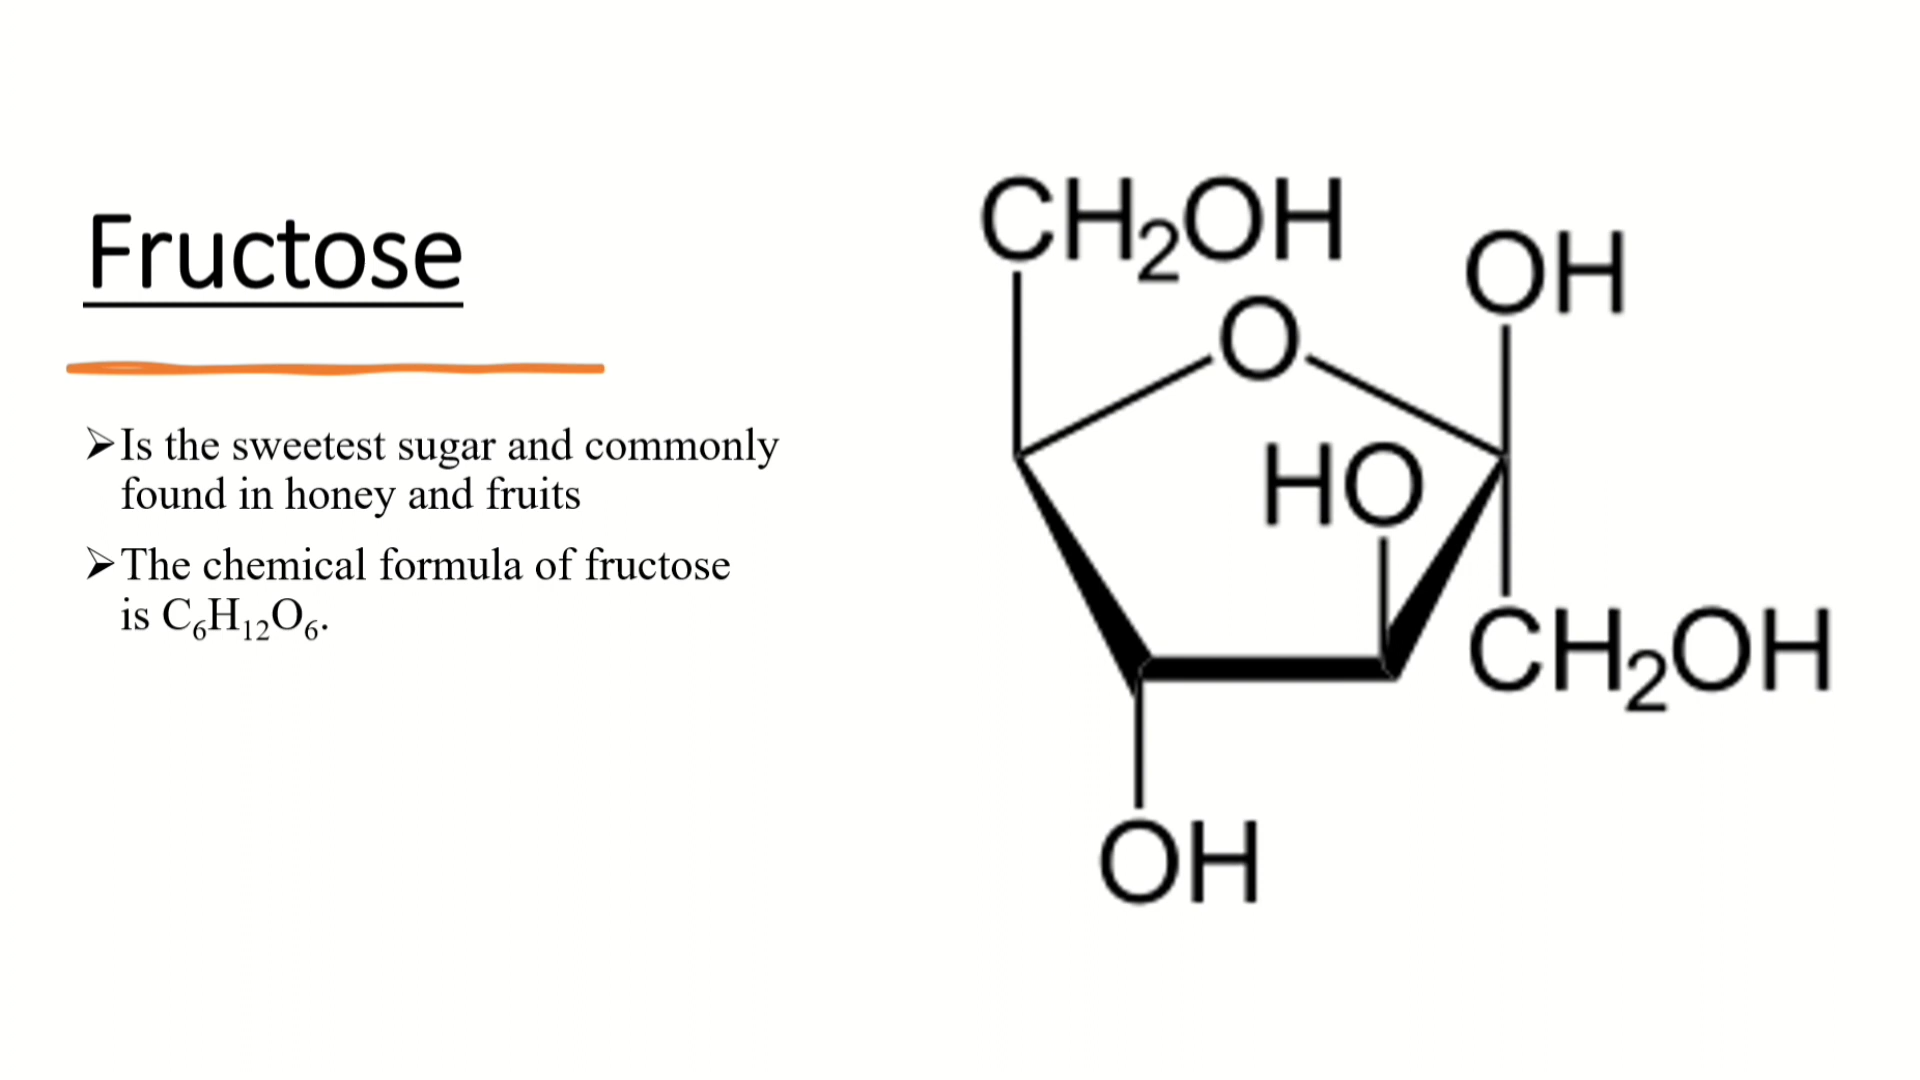 Fructose
➢Is the sweetest sugar and commonly
found in honey and fruits
➢The chemical formula of fructose
is C₆H₁₂O₆.
CH₂OH
OH
O
HO
CH₂OH
OH